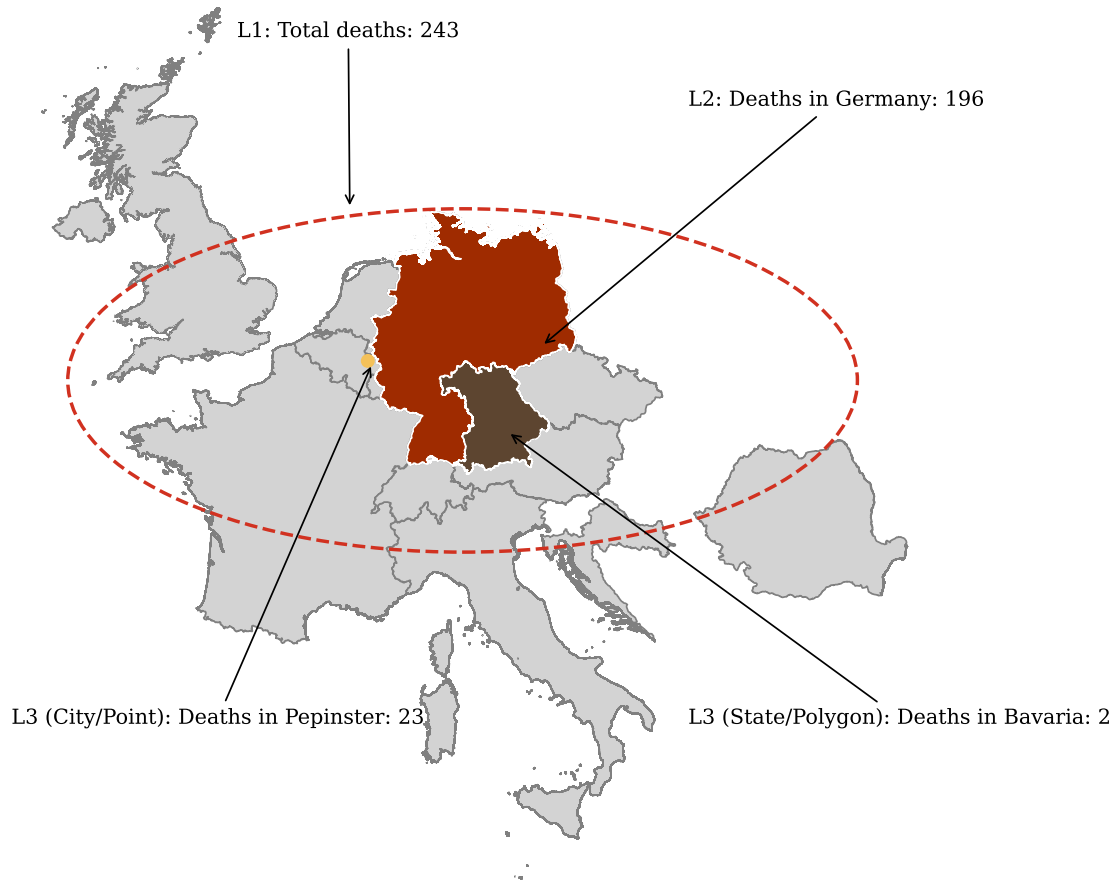 L1: Total deaths: 243
L2: Deaths in Germany: 196
L3 (City/Point): Deaths in Pepinster: 23
L3 (State/Polygon): Deaths in Bavaria: 2